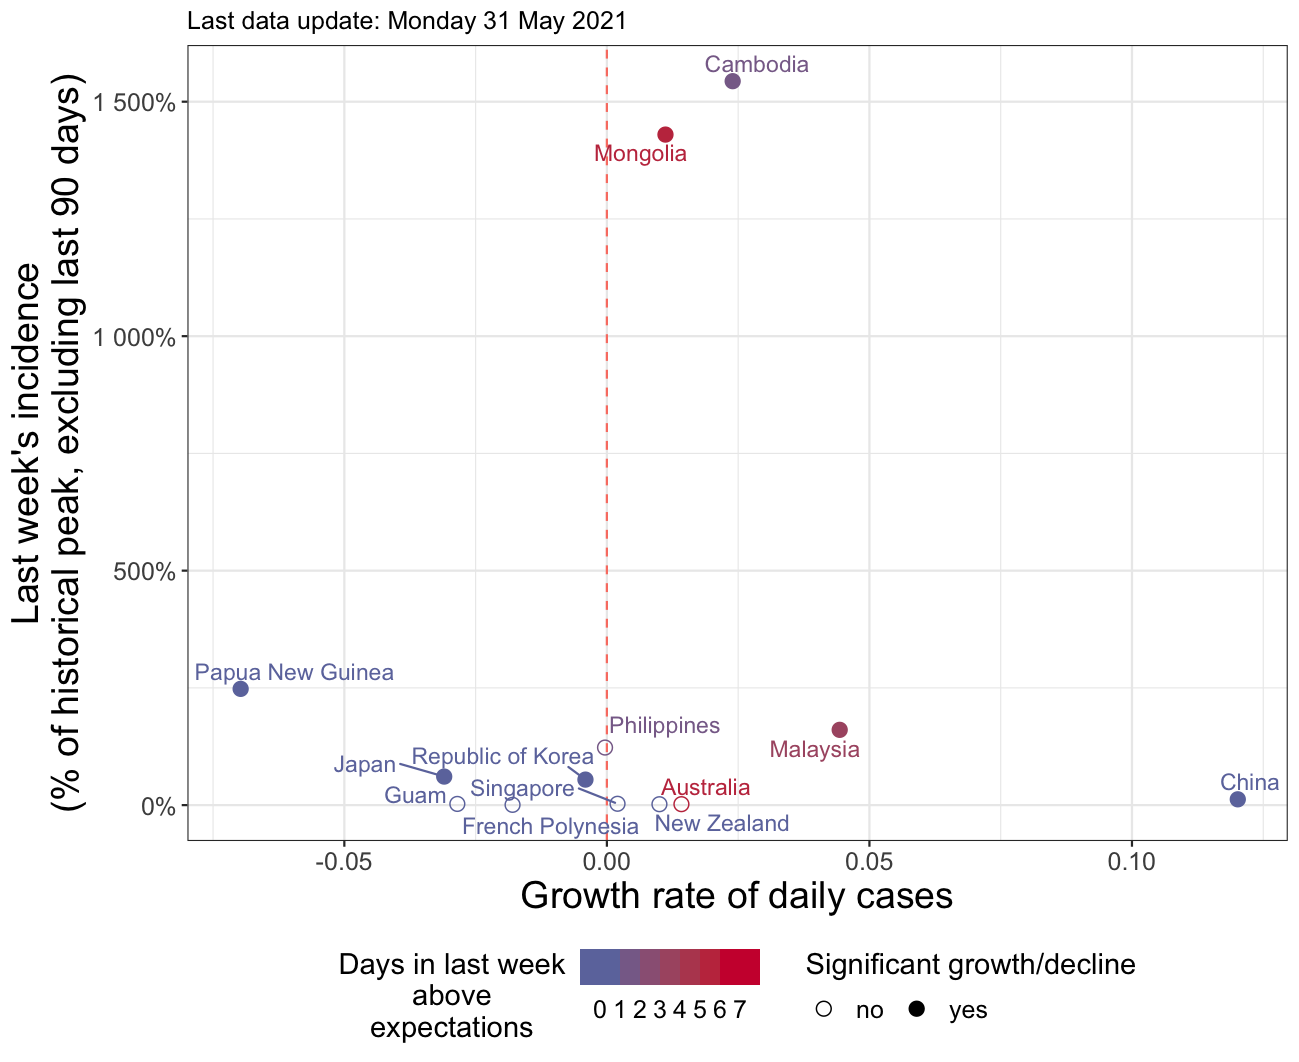 Last data update: Monday 31 May 2021
Last week's incidence
(% of historical peak, excluding last 90 days)
1 500%
1 000%
500%
0%
Cambodia
Mongolia
Papua New Guinea
Philippines
Malaysia
Japan
Republic of Korea
Guam
Singapore
Australia
China
French Polynesia
New Zealand
-0.05
0.00
0.05
0.10
Growth rate of daily cases
Days in last week
above
expectations
0 1 2 3 4 5 6 7
Significant growth/decline
no
yes